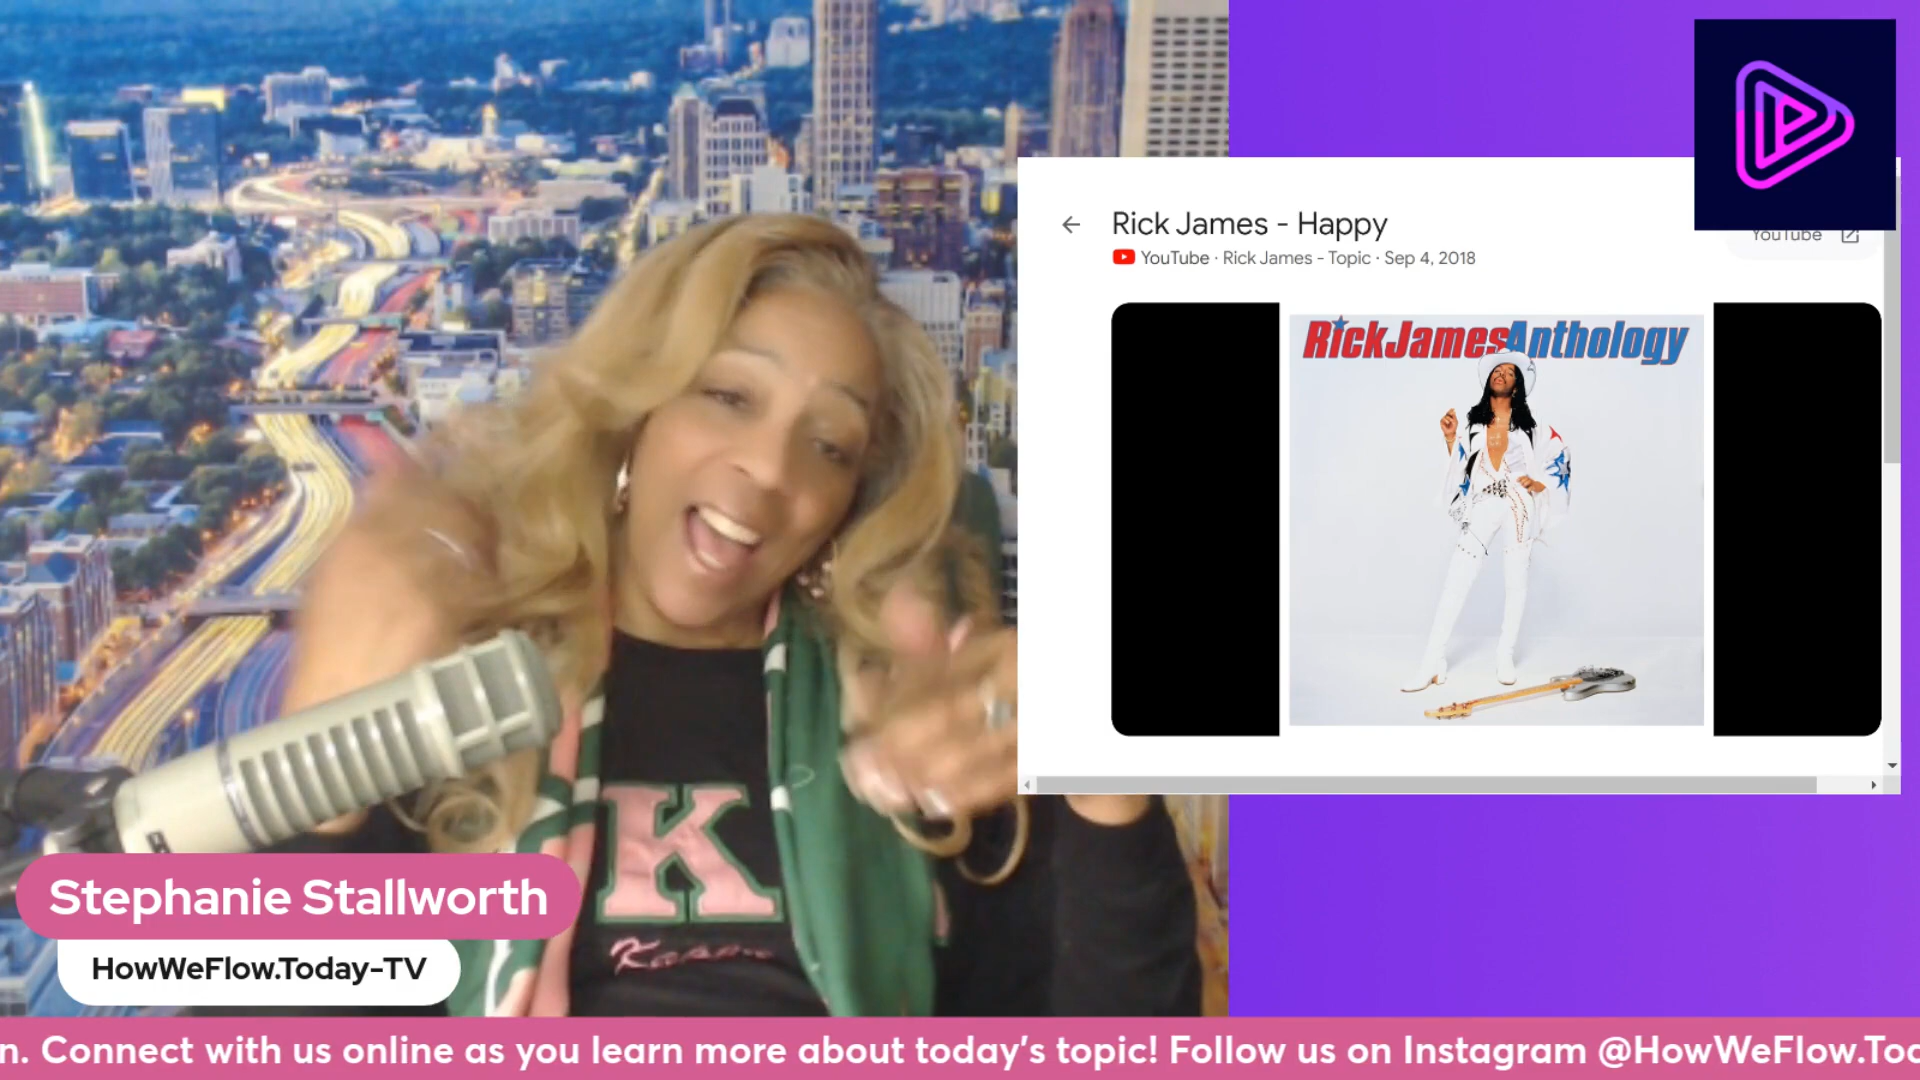 Rick James - Happy
YouTube · Rick James - Topic · Sep 4, 2018
YouTube
RickJamesAnthology
K
Stephanie Stallworth
HowWeFlow.Today-TV
n. Connect with us online as you learn more about today's topic! Follow us on Instagram @HowWeFlow.Toc